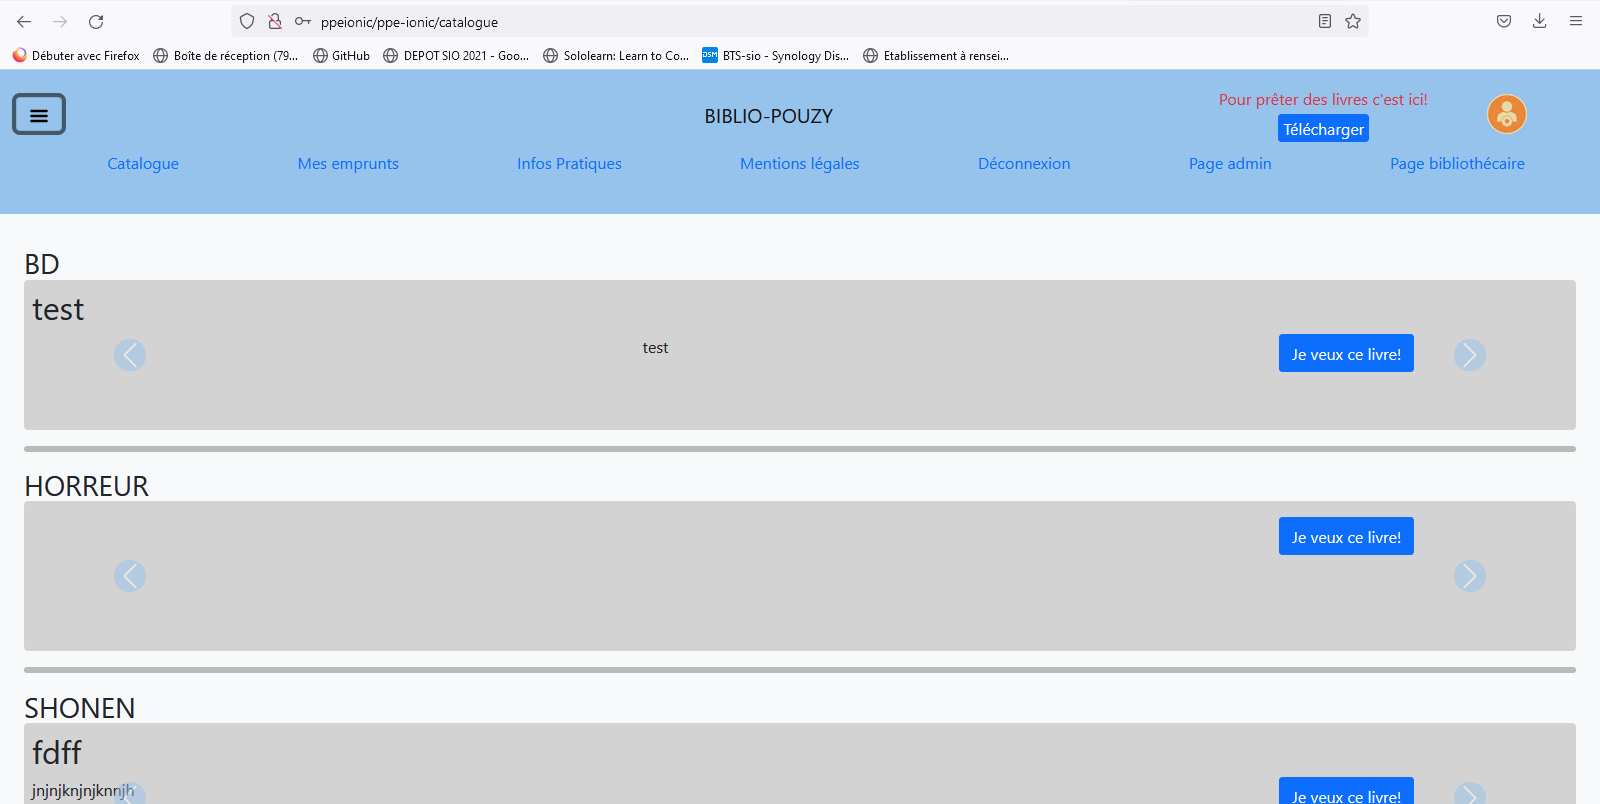 ppeionic/ppe-ionic/catalogue
Débuter avec Firefox Boîte de réception (79... GitHub DEPOT SIO 2021 - Goo... Sololearn: Learn to Co... DSM BTS-sio - Synology Dis... Etablissement à rensei...
Pour prêter des livres c'est ici!
BIBLIO-POUZY
Télécharger
Catalogue Mes emprunts Infos Pratiques Mentions légales Déconnexion Page admin Page bibliothécaire
BD
test
test Je veux ce livre!
HORREUR
Je veux ce livre!
SHONEN
fdff
jnjnjknjnjknnjh Je veux ce livre!